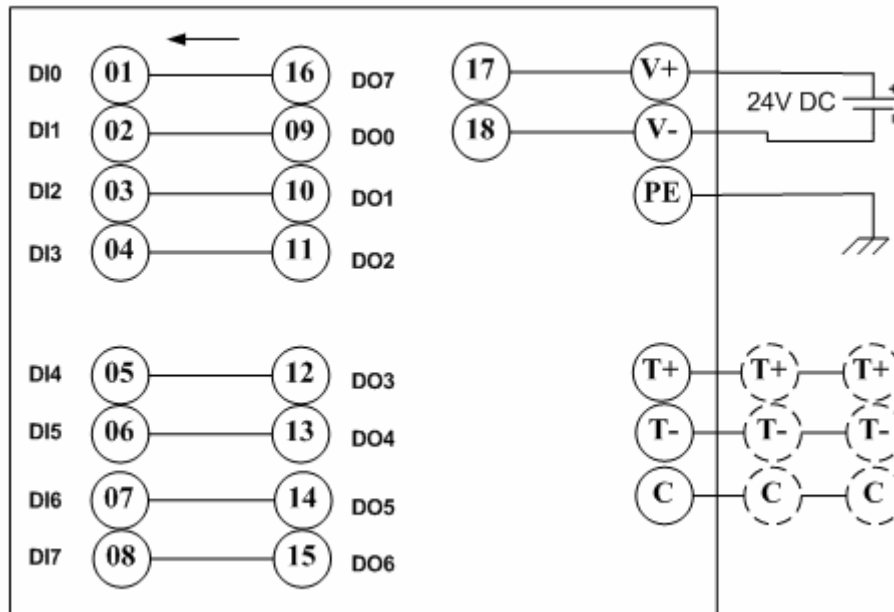 DI0 01 16 DO7 17 V+
24V DC +
DI1 02 09 DO0 18 V-
DI2 03 10 DO1 PE
DI3 04 11 DO2
DI4 05 12 DO3 T+ T+ T+
DI5 06 13 DO4 T- T- T-
DI6 07 14 DO5 C C C
DI7 08 15 DO6